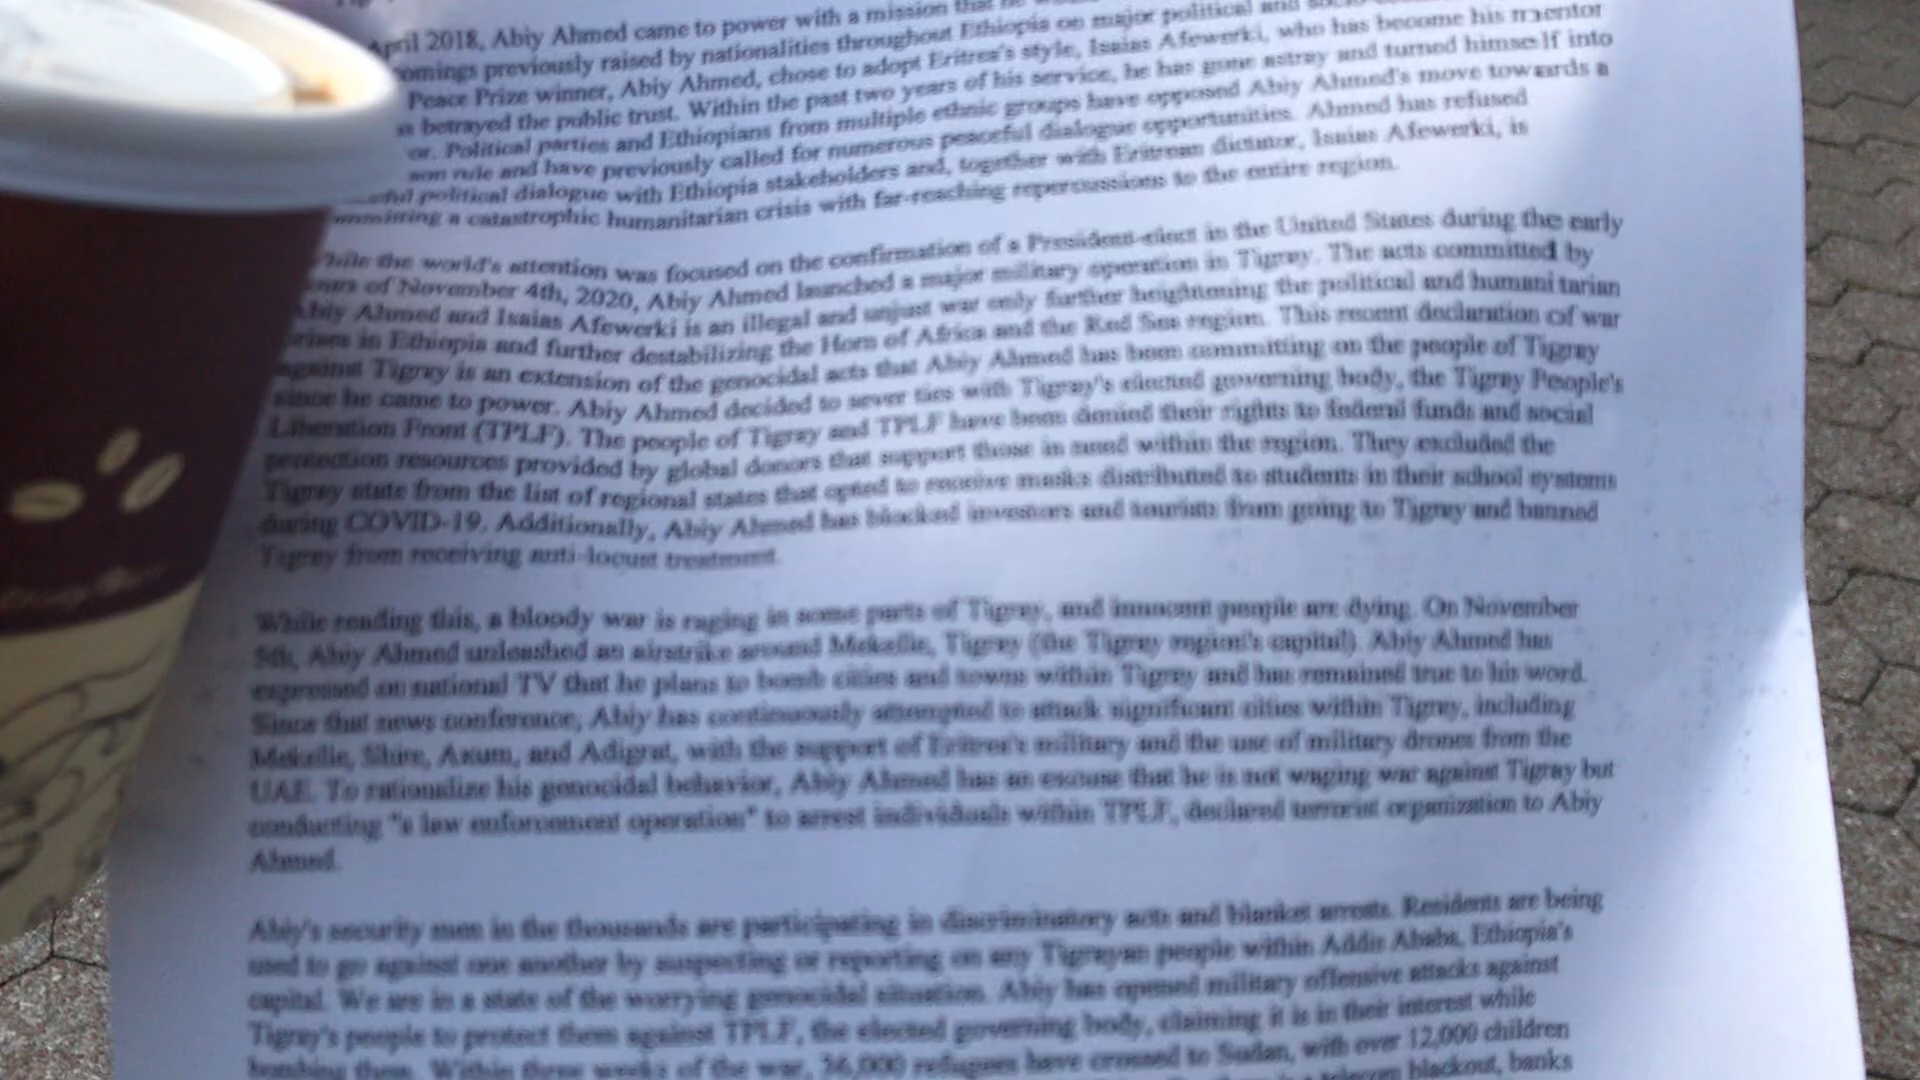 April 2018, Abiy Ahmed came to power with a mission that he
omings previously raised by nationalities throughout Ethiopia on major political and
Peace Prize winner, Abiy Ahmed, chose to adopt Eritrea's style, Isaias Afewerki, who has become his mentor
betrayed the public trust. Within the past two years of his service, he has gone astray and turned himself into
or. Political parties and Ethiopians from multiple ethnic groups have opposed Abiy Ahmed's move towards a
rule and have previously called for numerous peaceful dialogue opportunities. Ahmed has refused
political dialogue with Ethiopia stakeholders and, together with Eritrean dictator, Isaias Afewerki, is
a catastrophic humanitarian crisis with far-reaching repercussions to the entire region.
While the world's attention was focused on the confirmation of a President-elect in the United States during the early
of November 4th, 2020, Abiy Ahmed launched a major military operation in Tigray. The acts committed by
Abiy Ahmed and Isaias Afewerki is an illegal and unjust war only further heightening the political and humanitarian
crises in Ethiopia and further destabilizing the Horn of Africa and the Red Sea region. This recent declaration of war
against Tigray is an extension of the genocidal acts that Abiy Ahmed has been committing on the people of Tigray
since he came to power. Abiy Ahmed decided to sever ties with Tigray's elected governing body, the Tigray People's
Liberation Front (TPLF). The people of Tigray and TPLF have been denied their rights to federal funds and social
protection resources provided by global donors that support those in need within the region. They excluded the
Tigray state from the list of regional states that opted to receive masks distributed to students in their school systems
during COVID-19. Additionally, Abiy Ahmed has blocked investors and tourists from going to Tigray and banned
Tigray from receiving anti-locust treatment.
While reading this, a bloody war is raging in some parts of Tigray, and innocent people are dying. On November
5th, Abiy Ahmed unleashed an airstrike around Mekellie, Tigray (the Tigray region's capital). Abiy Ahmed has
expressed on national TV that he plans to bomb cities and towns within Tigray and has remained true to his word.
Since that news conference, Abiy has continuously attempted to attack significant cities within Tigray, including
Mekelle, Shire, Axum, and Adigrat, with the support of Eritrea's military and the use of military drones from the
UAE. To rationalize his genocidal behavior, Abiy Ahmed has an excuse that he is not waging war against Tigray but
conducting "a law enforcement operation" to arrest individuals within TPLF, declared terrorist organization to Abiy
Ahmed.
Abiy's security men in the thousands are participating in discriminatory acts and blanket arrests. Residents are being
used to go against one another by suspecting or reporting on any Tigrayan people within Addis Ababa, Ethiopia's
capital. We are in a state of the worrying genocidal situation. Abiy has opened military offensive attacks against
Tigray's people to protect them against TPLF, the elected governing body, claiming it is in their interest while
bombing them. Within three weeks of the war, 36,000 refugees have crossed to Sudan, with over 12,000 children
telecom blackout, banks